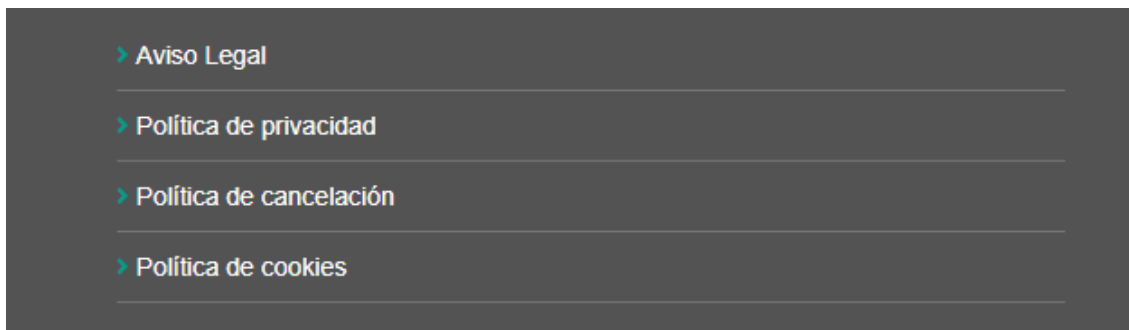 Aviso Legal
Política de privacidad
Política de cancelación
Política de cookies